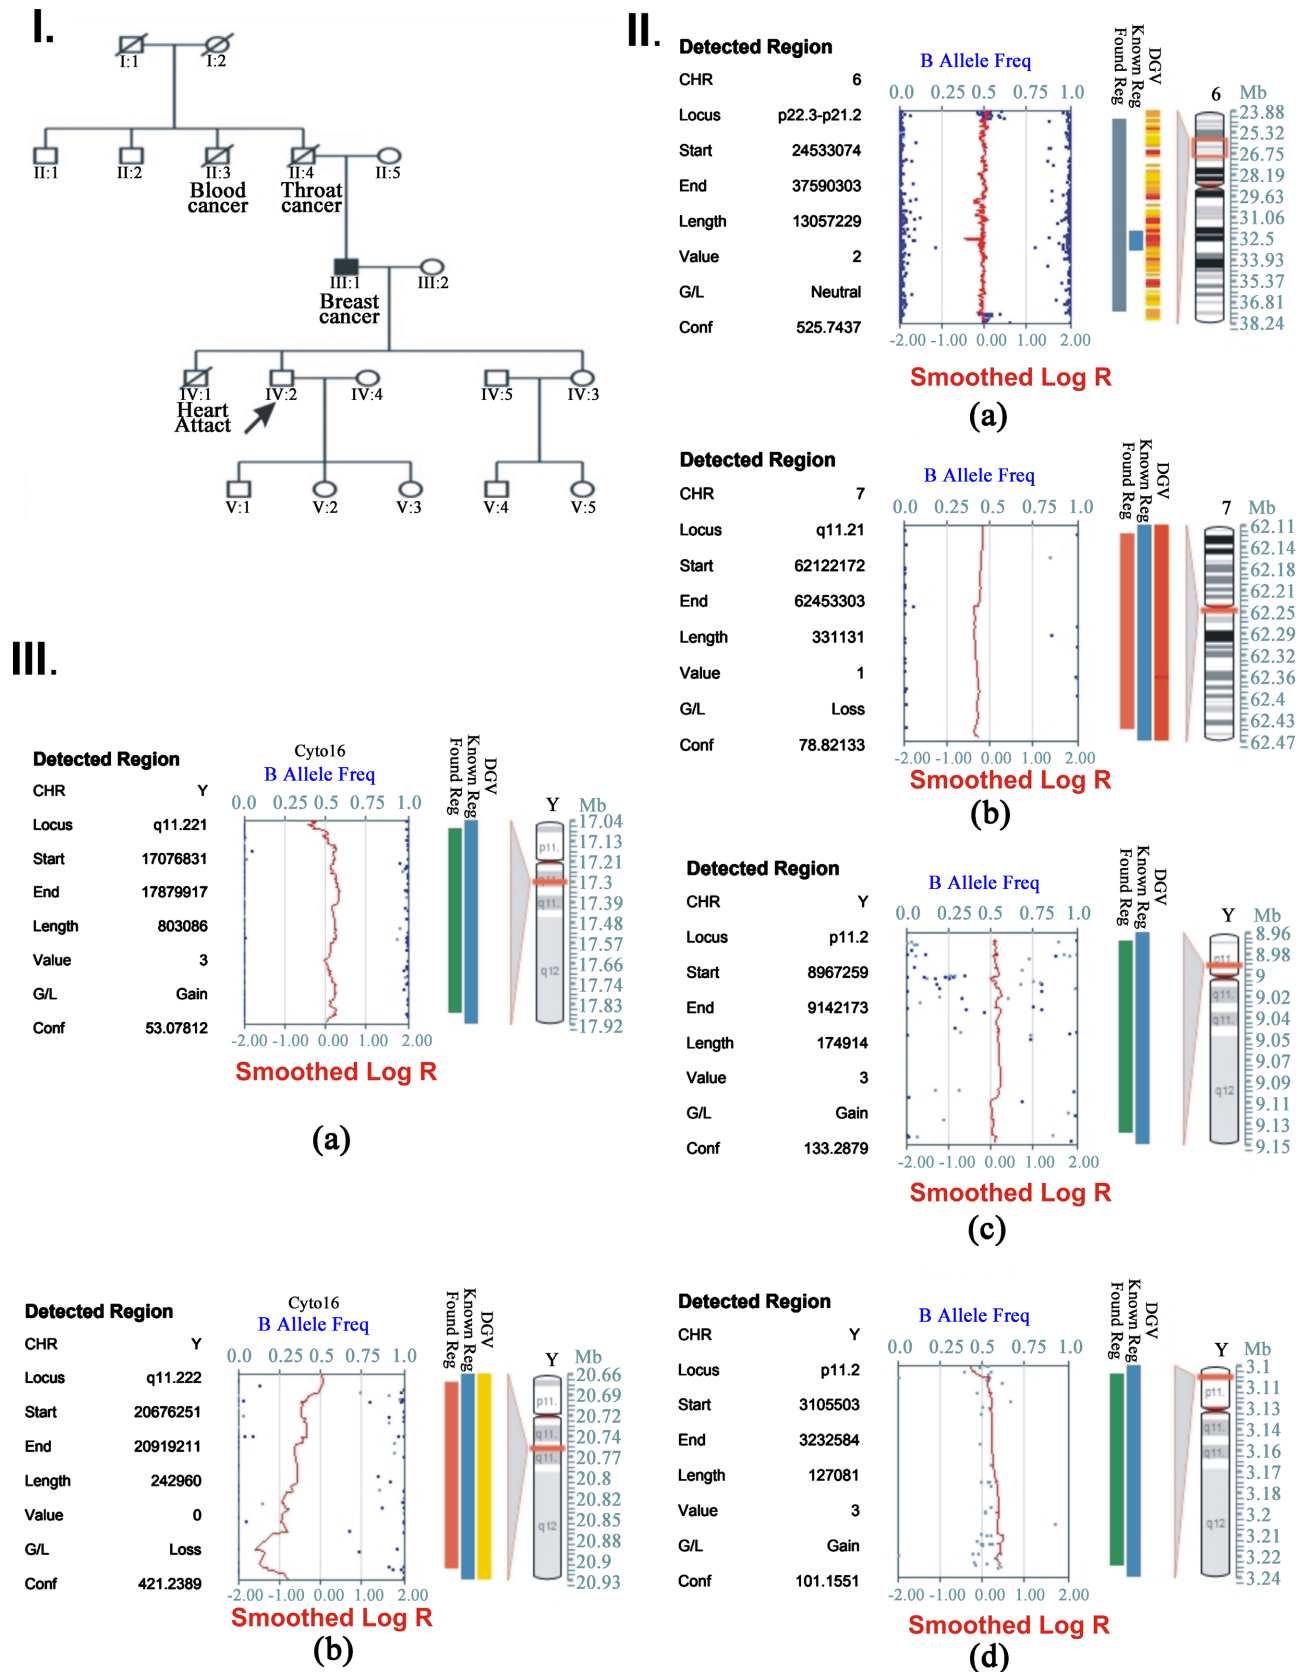 I.
I:1
I:2
II:1
II:2
II:3
II:4
II:5
Blood
cancer
Throat
cancer
III:1
III:2
Breast
cancer
IV:1
IV:2
IV:4
IV:5
IV:3
Heart
Attact
V:1
V:2
V:3
V:4
V:5
II.
Detected Region
CHR 6
Locus p22.3-p21.2
Start 24533074
End 37590303
Length 13057229
Value 2
G/L Neutral
Conf 525.7437
B Allele Freq
0.0 0.25 0.5 0.75 1.0
-2.00 -1.00 0.00 1.00 2.00
Smoothed Log R
Found Reg
Known Reg
DGV
6 Mb
23.88
25.32
26.75
28.19
29.63
31.06
32.5
33.93
35.37
36.81
38.24
(a)
Detected Region
CHR 7
Locus q11.21
Start 62122172
End 62453303
Length 331131
Value 1
G/L Loss
Conf 78.82133
B Allele Freq
0.0 0.25 0.5 0.75 1.0
-2.00 -1.00 0.00 1.00 2.00
Smoothed Log R
Found Reg
Known Reg
DGV
7 Mb
62.11
62.14
62.18
62.21
62.25
62.29
62.32
62.36
62.4
62.43
62.47
(b)
Detected Region
CHR Y
Locus p11.2
Start 8967259
End 9142173
Length 174914
Value 3
G/L Gain
Conf 133.2879
B Allele Freq
0.0 0.25 0.5 0.75 1.0
-2.00 -1.00 0.00 1.00 2.00
Smoothed Log R
Found Reg
Known Reg
DGV
Y Mb
p11.
q11.
q11.
q12
8.96
8.98
9
9.02
9.04
9.05
9.07
9.09
9.11
9.13
9.15
(c)
Detected Region
CHR Y
Locus p11.2
Start 3105503
End 3232584
Length 127081
Value 3
G/L Gain
Conf 101.1551
B Allele Freq
0.0 0.25 0.5 0.75 1.0
-2.00 -1.00 0.00 1.00 2.00
Smoothed Log R
Found Reg
Known Reg
DGV
Y Mb
p11.
q11.
q11.
q12
3.1
3.11
3.13
3.14
3.16
3.17
3.18
3.2
3.21
3.22
3.24
(d)
III.
Detected Region
CHR Y
Locus q11.221
Start 17076831
End 17879917
Length 803086
Value 3
G/L Gain
Conf 53.07812
Cyto16
B Allele Freq
0.0 0.25 0.5 0.75 1.0
-2.00 -1.00 0.00 1.00 2.00
Smoothed Log R
Found Reg
Known Reg
DGV
Y Mb
p11.
q11.
q12
17.04
17.13
17.21
17.3
17.39
17.48
17.57
17.66
17.74
17.83
17.92
(a)
Detected Region
CHR Y
Locus q11.222
Start 20676251
End 20919211
Length 242960
Value 0
G/L Loss
Conf 421.2389
Cyto16
B Allele Freq
0.0 0.25 0.5 0.75 1.0
-2.00 -1.00 0.00 1.00 2.00
Smoothed Log R
Found Reg
Known Reg
DGV
Y Mb
p11.
q11.
q11.
q12
20.66
20.69
20.72
20.74
20.77
20.8
20.82
20.85
20.88
20.9
20.93
(b)